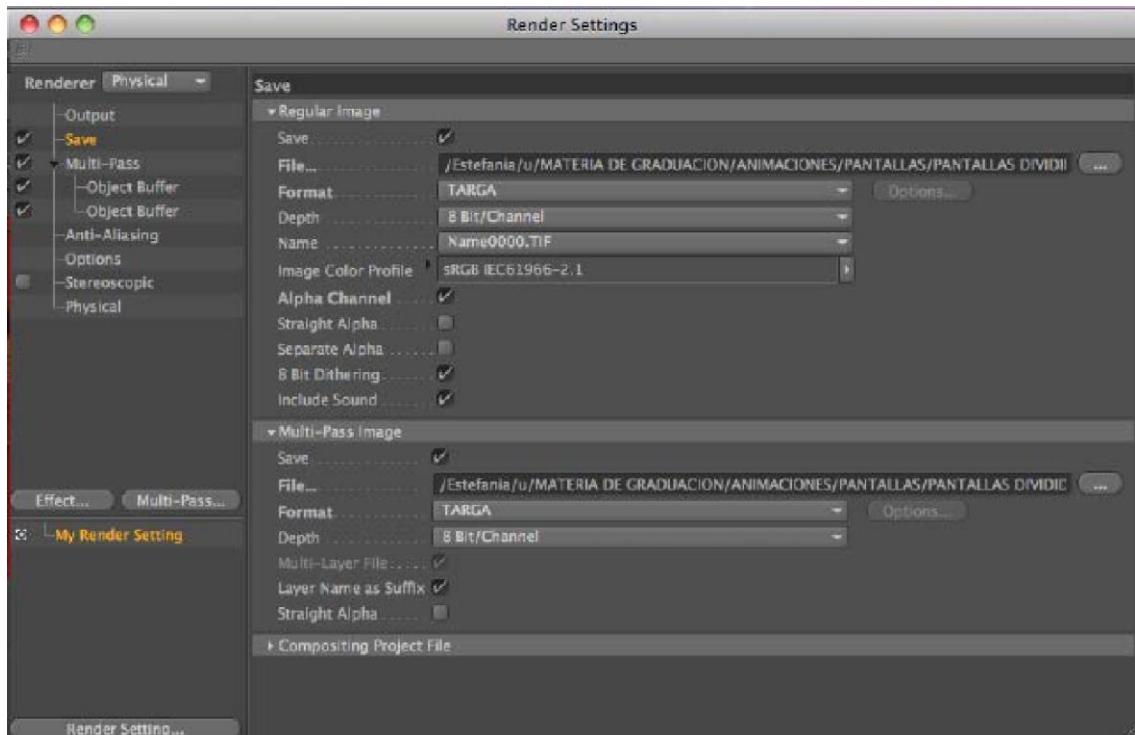 Render Settings
Renderer Physical
Output
Save
Multi-Pass
Object Buffer
Object Buffer
Anti-Aliasing
Options
Stereoscopic
Physical
Effect...
Multi-Pass...
My Render Setting
Render Setting...
Save
Regular Image
Save
File... /Estefania/u/MATERIA DE GRADUACION/ANIMACIONES/PANTALLAS/PANTALLAS DIVIDII ...
Format TARGA Options...
Depth 8 Bit/Channel
Name Name0000.TIF
Image Color Profile sRGB IEC61966-2.1
Alpha Channel
Straight Alpha
Separate Alpha
8 Bit Dithering
Include Sound
Multi-Pass Image
Save
File... /Estefania/u/MATERIA DE GRADUACION/ANIMACIONES/PANTALLAS/PANTALLAS DIVIDIC ...
Format TARGA Options...
Depth 8 Bit/Channel
Multi-Layer File
Layer Name as Suffix
Straight Alpha
Compositing Project File